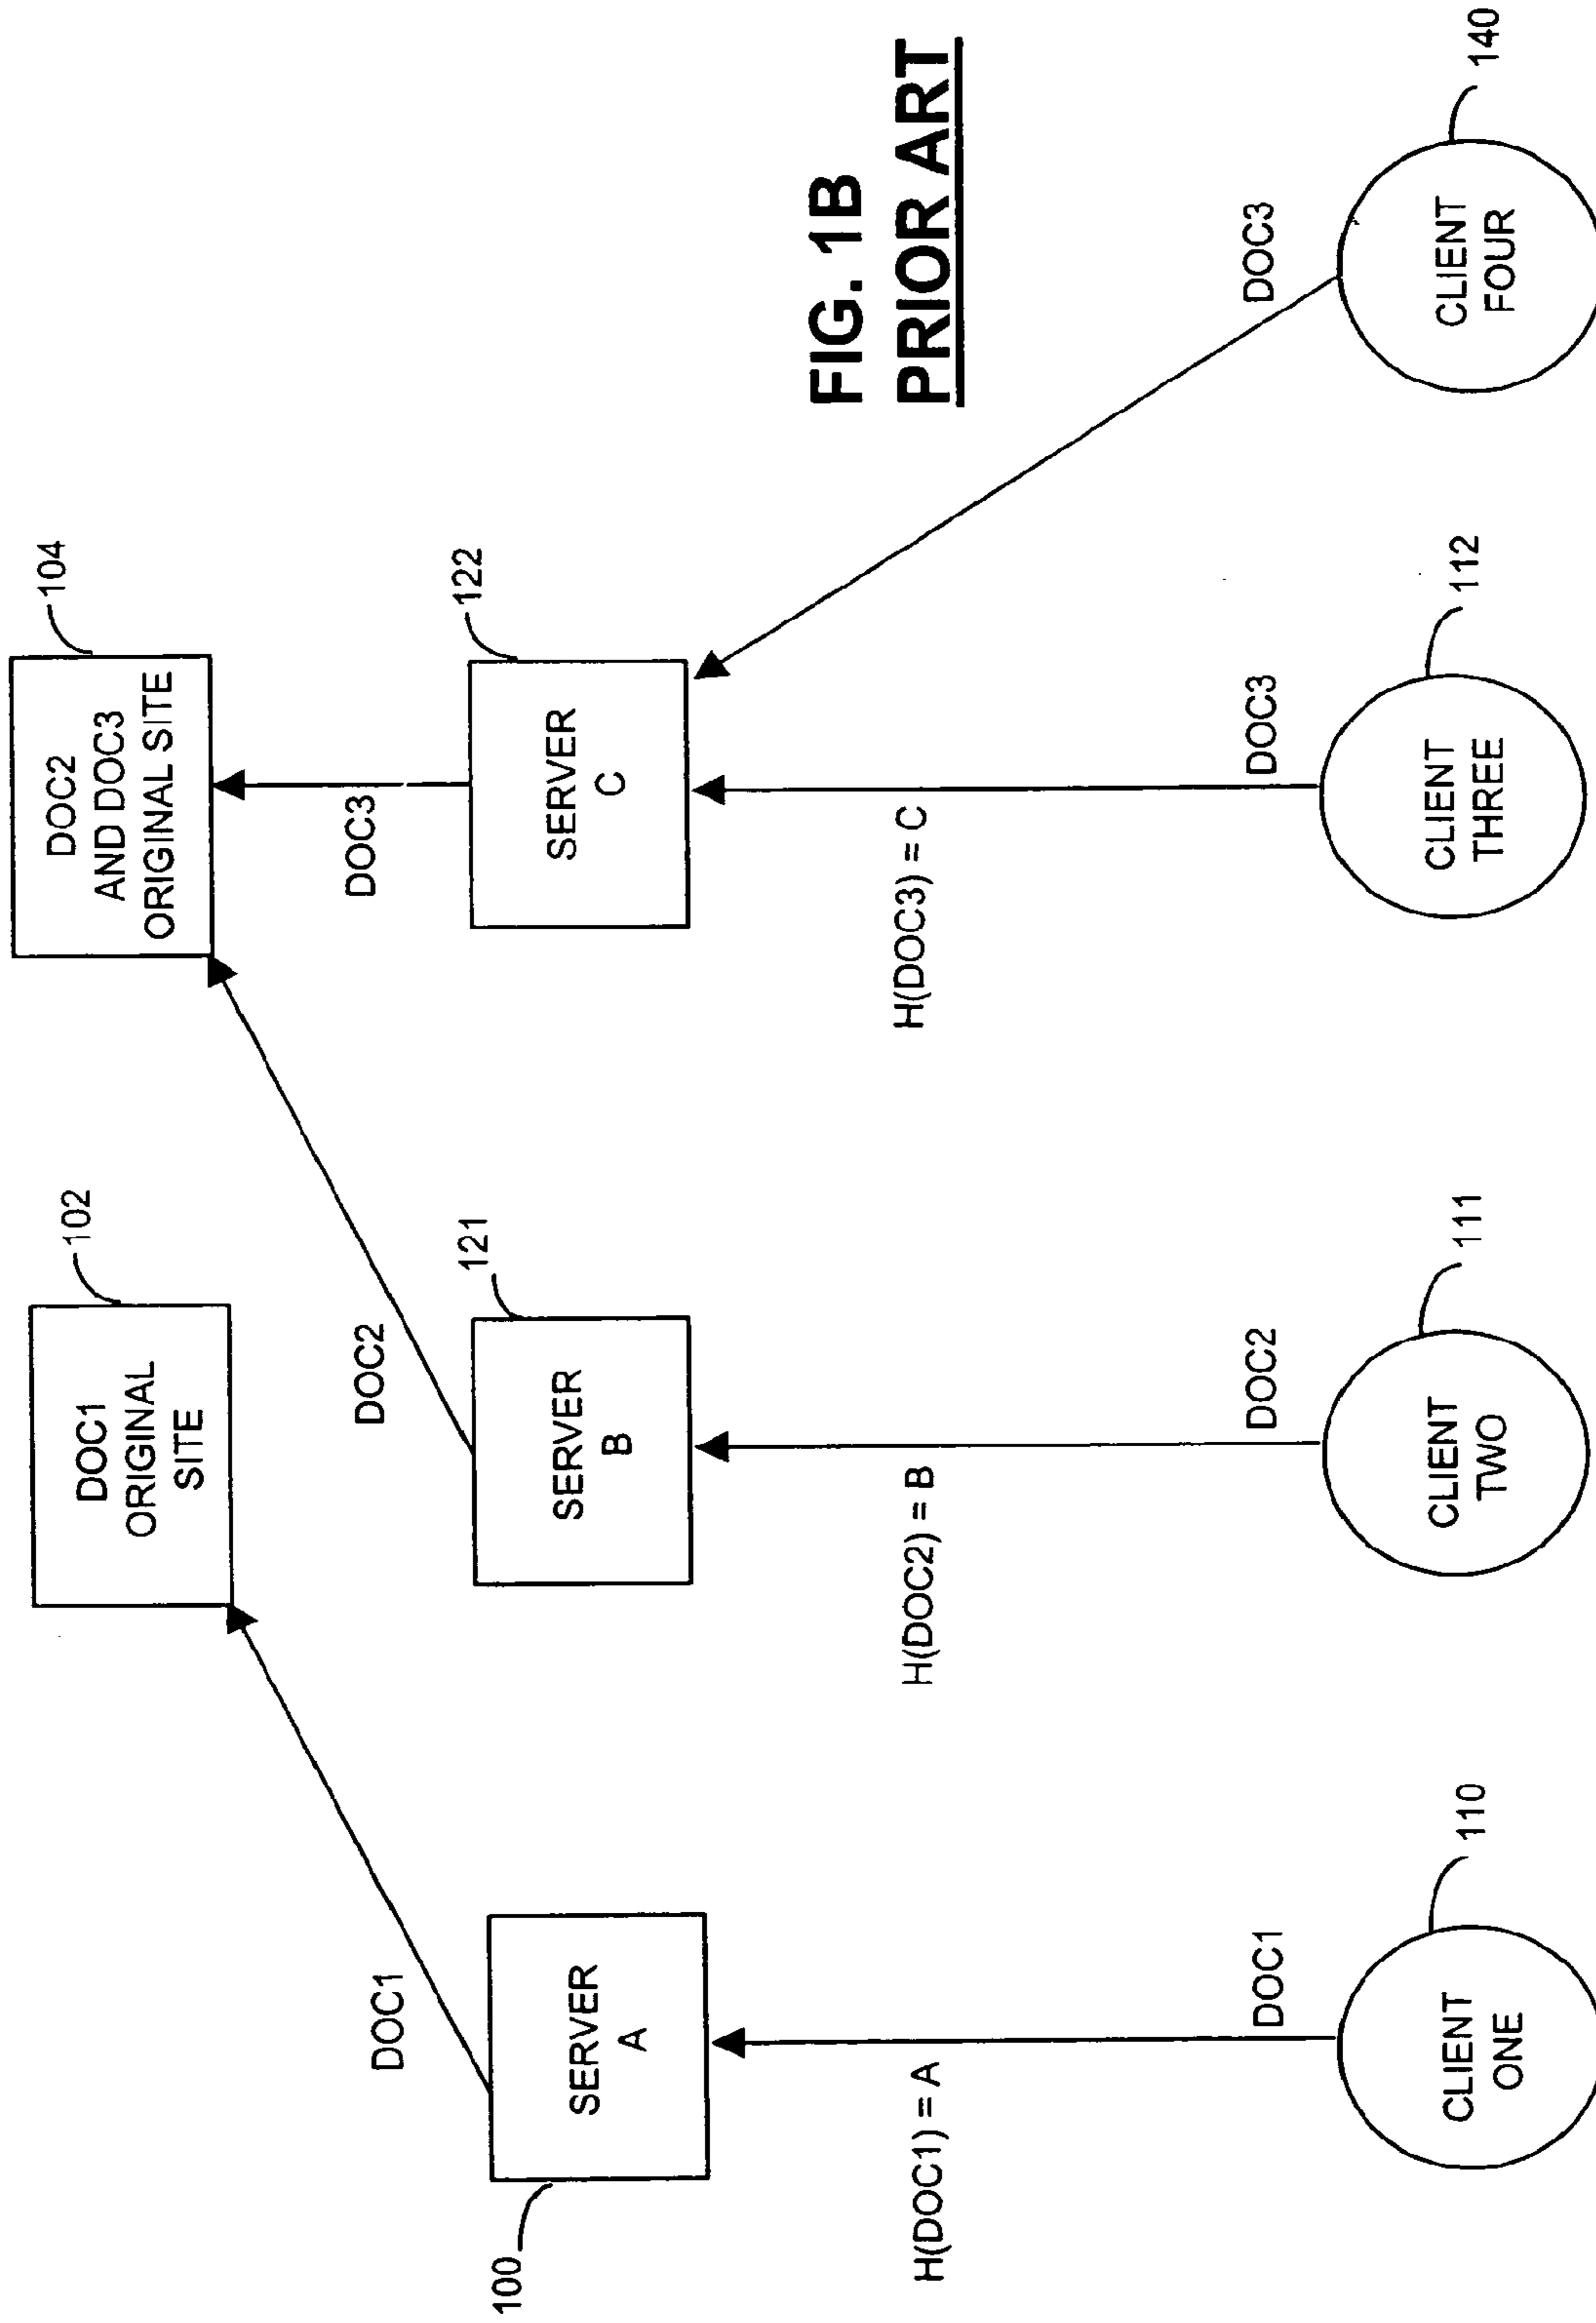 DOC1
ORIGINAL
SITE
102
DOC2
AND DOC3
ORIGINAL SITE
104
DOC1
DOC2
DOC3
100
SERVER
A
SERVER
B
121
SERVER
C
122
FIG. 1B
PRIOR ART
H(DOC1) = A
H(DOC2) = B
H(DOC3) = C
DOC1
DOC2
DOC3
DOC3
CLIENT
ONE
110
CLIENT
TWO
111
CLIENT
THREE
112
CLIENT
FOUR
140